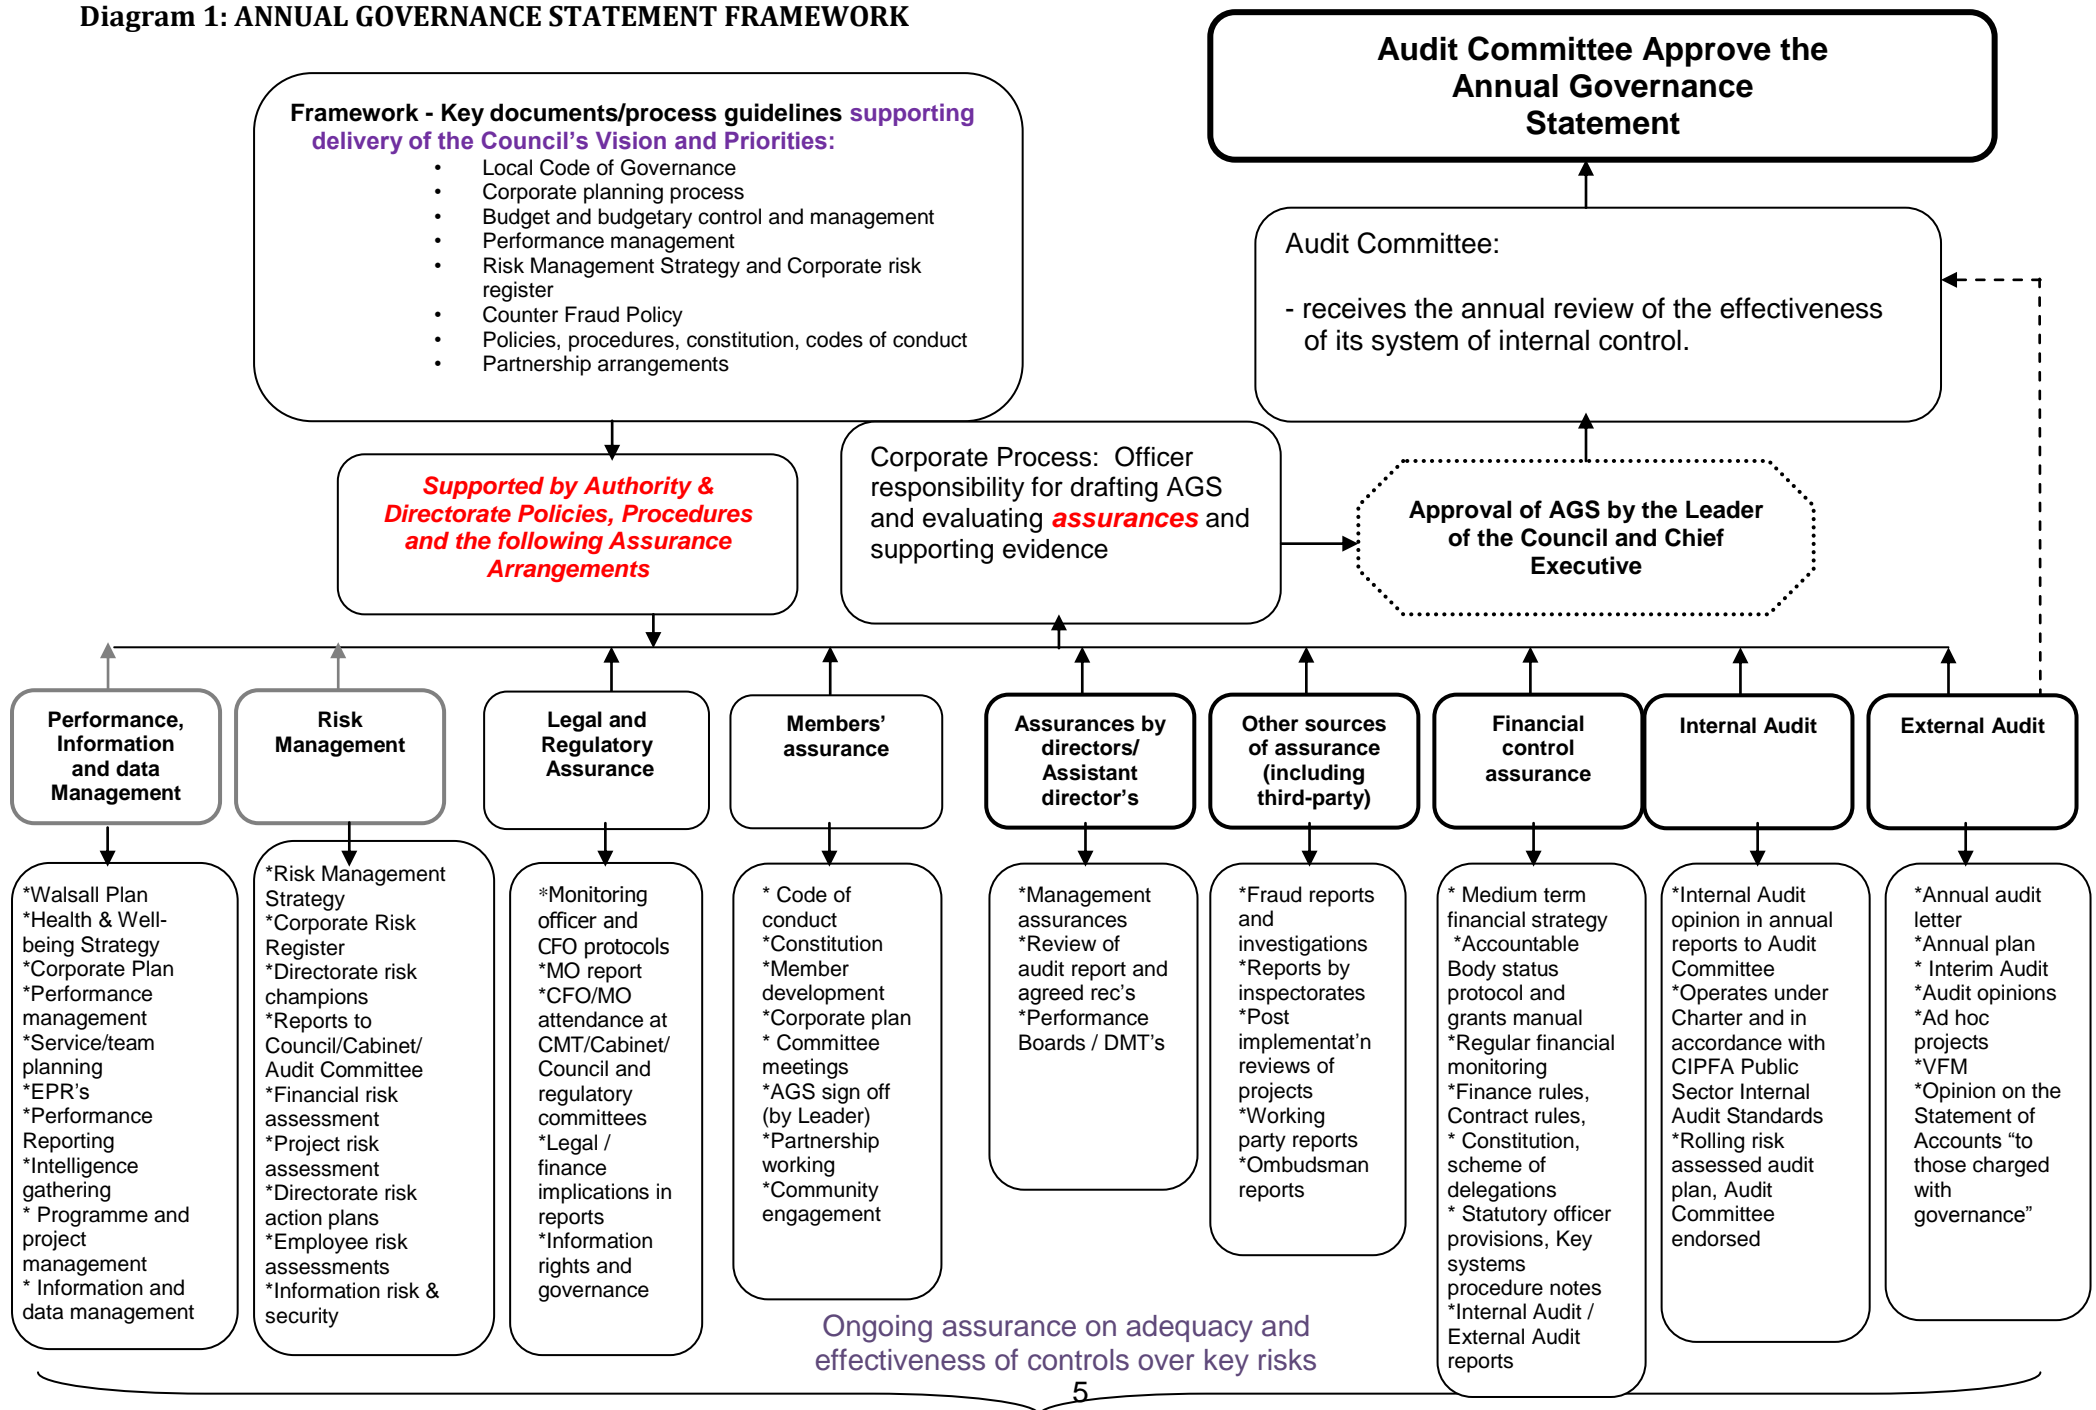 Diagram 1: ANNUAL GOVERNANCE STATEMENT FRAMEWORK
Audit Committee Approve the
Annual Governance
Statement
Framework - Key documents/process guidelines supporting
delivery of the Council’s Vision and Priorities:
• Local Code of Governance
• Corporate planning process
• Budget and budgetary control and management
• Performance management
• Risk Management Strategy and Corporate risk
register
• Counter Fraud Policy
• Policies, procedures, constitution, codes of conduct
• Partnership arrangements
Audit Committee:
- receives the annual review of the effectiveness
of its system of internal control.
Supported by Authority &
Directorate Policies, Procedures
and the following Assurance
Arrangements
Corporate Process: Officer
responsibility for drafting AGS
and evaluating assurances and
supporting evidence
Approval of AGS by the Leader
of the Council and Chief
Executive
Performance,
Information
and data
Management
Risk
Management
Legal and
Regulatory
Assurance
Members’
assurance
Assurances by
directors/
Assistant
director’s
Other sources
of assurance
(including
third-party)
Financial
control
assurance
Internal Audit
External Audit
*Walsall Plan
*Health & Well-
being Strategy
*Corporate Plan
*Performance
management
*Service/team
planning
*EPR’s
*Performance
Reporting
*Intelligence
gathering
* Programme and
project
management
* Information and
data management
*Risk Management
Strategy
*Corporate Risk
Register
*Directorate risk
champions
*Reports to
Council/Cabinet/
Audit Committee
*Financial risk
assessment
*Project risk
assessment
*Directorate risk
action plans
*Employee risk
assessments
*Information risk &
security
*Monitoring
officer and
CFO protocols
*MO report
*CFO/MO
attendance at
CMT/Cabinet/
Council and
regulatory
committees
*Legal /
finance
implications in
reports
*Information
rights and
governance
* Code of
conduct
*Constitution
*Member
development
*Corporate plan
* Committee
meetings
*AGS sign off
(by Leader)
*Partnership
working
*Community
engagement
*Management
assurances
*Review of
audit report and
agreed rec’s
*Performance
Boards / DMT’s
*Fraud reports
and
investigations
*Reports by
inspectorates
*Post
implementat’n
reviews of
projects
*Working
party reports
*Ombudsman
reports
* Medium term
financial strategy
*Accountable
Body status
protocol and
grants manual
*Regular financial
monitoring
*Finance rules,
Contract rules,
* Constitution,
scheme of
delegations
* Statutory officer
provisions, Key
systems
procedure notes
*Internal Audit /
External Audit
reports
*Internal Audit
opinion in annual
reports to Audit
Committee
*Operates under
Charter and in
accordance with
CIPFA Public
Sector Internal
Audit Standards
*Rolling risk
assessed audit
plan, Audit
Committee
endorsed
*Annual audit
letter
*Annual plan
* Interim Audit
*Audit opinions
*Ad hoc
projects
*VFM
*Opinion on the
Statement of
Accounts “to
those charged
with
governance”
Ongoing assurance on adequacy and
effectiveness of controls over key risks
5